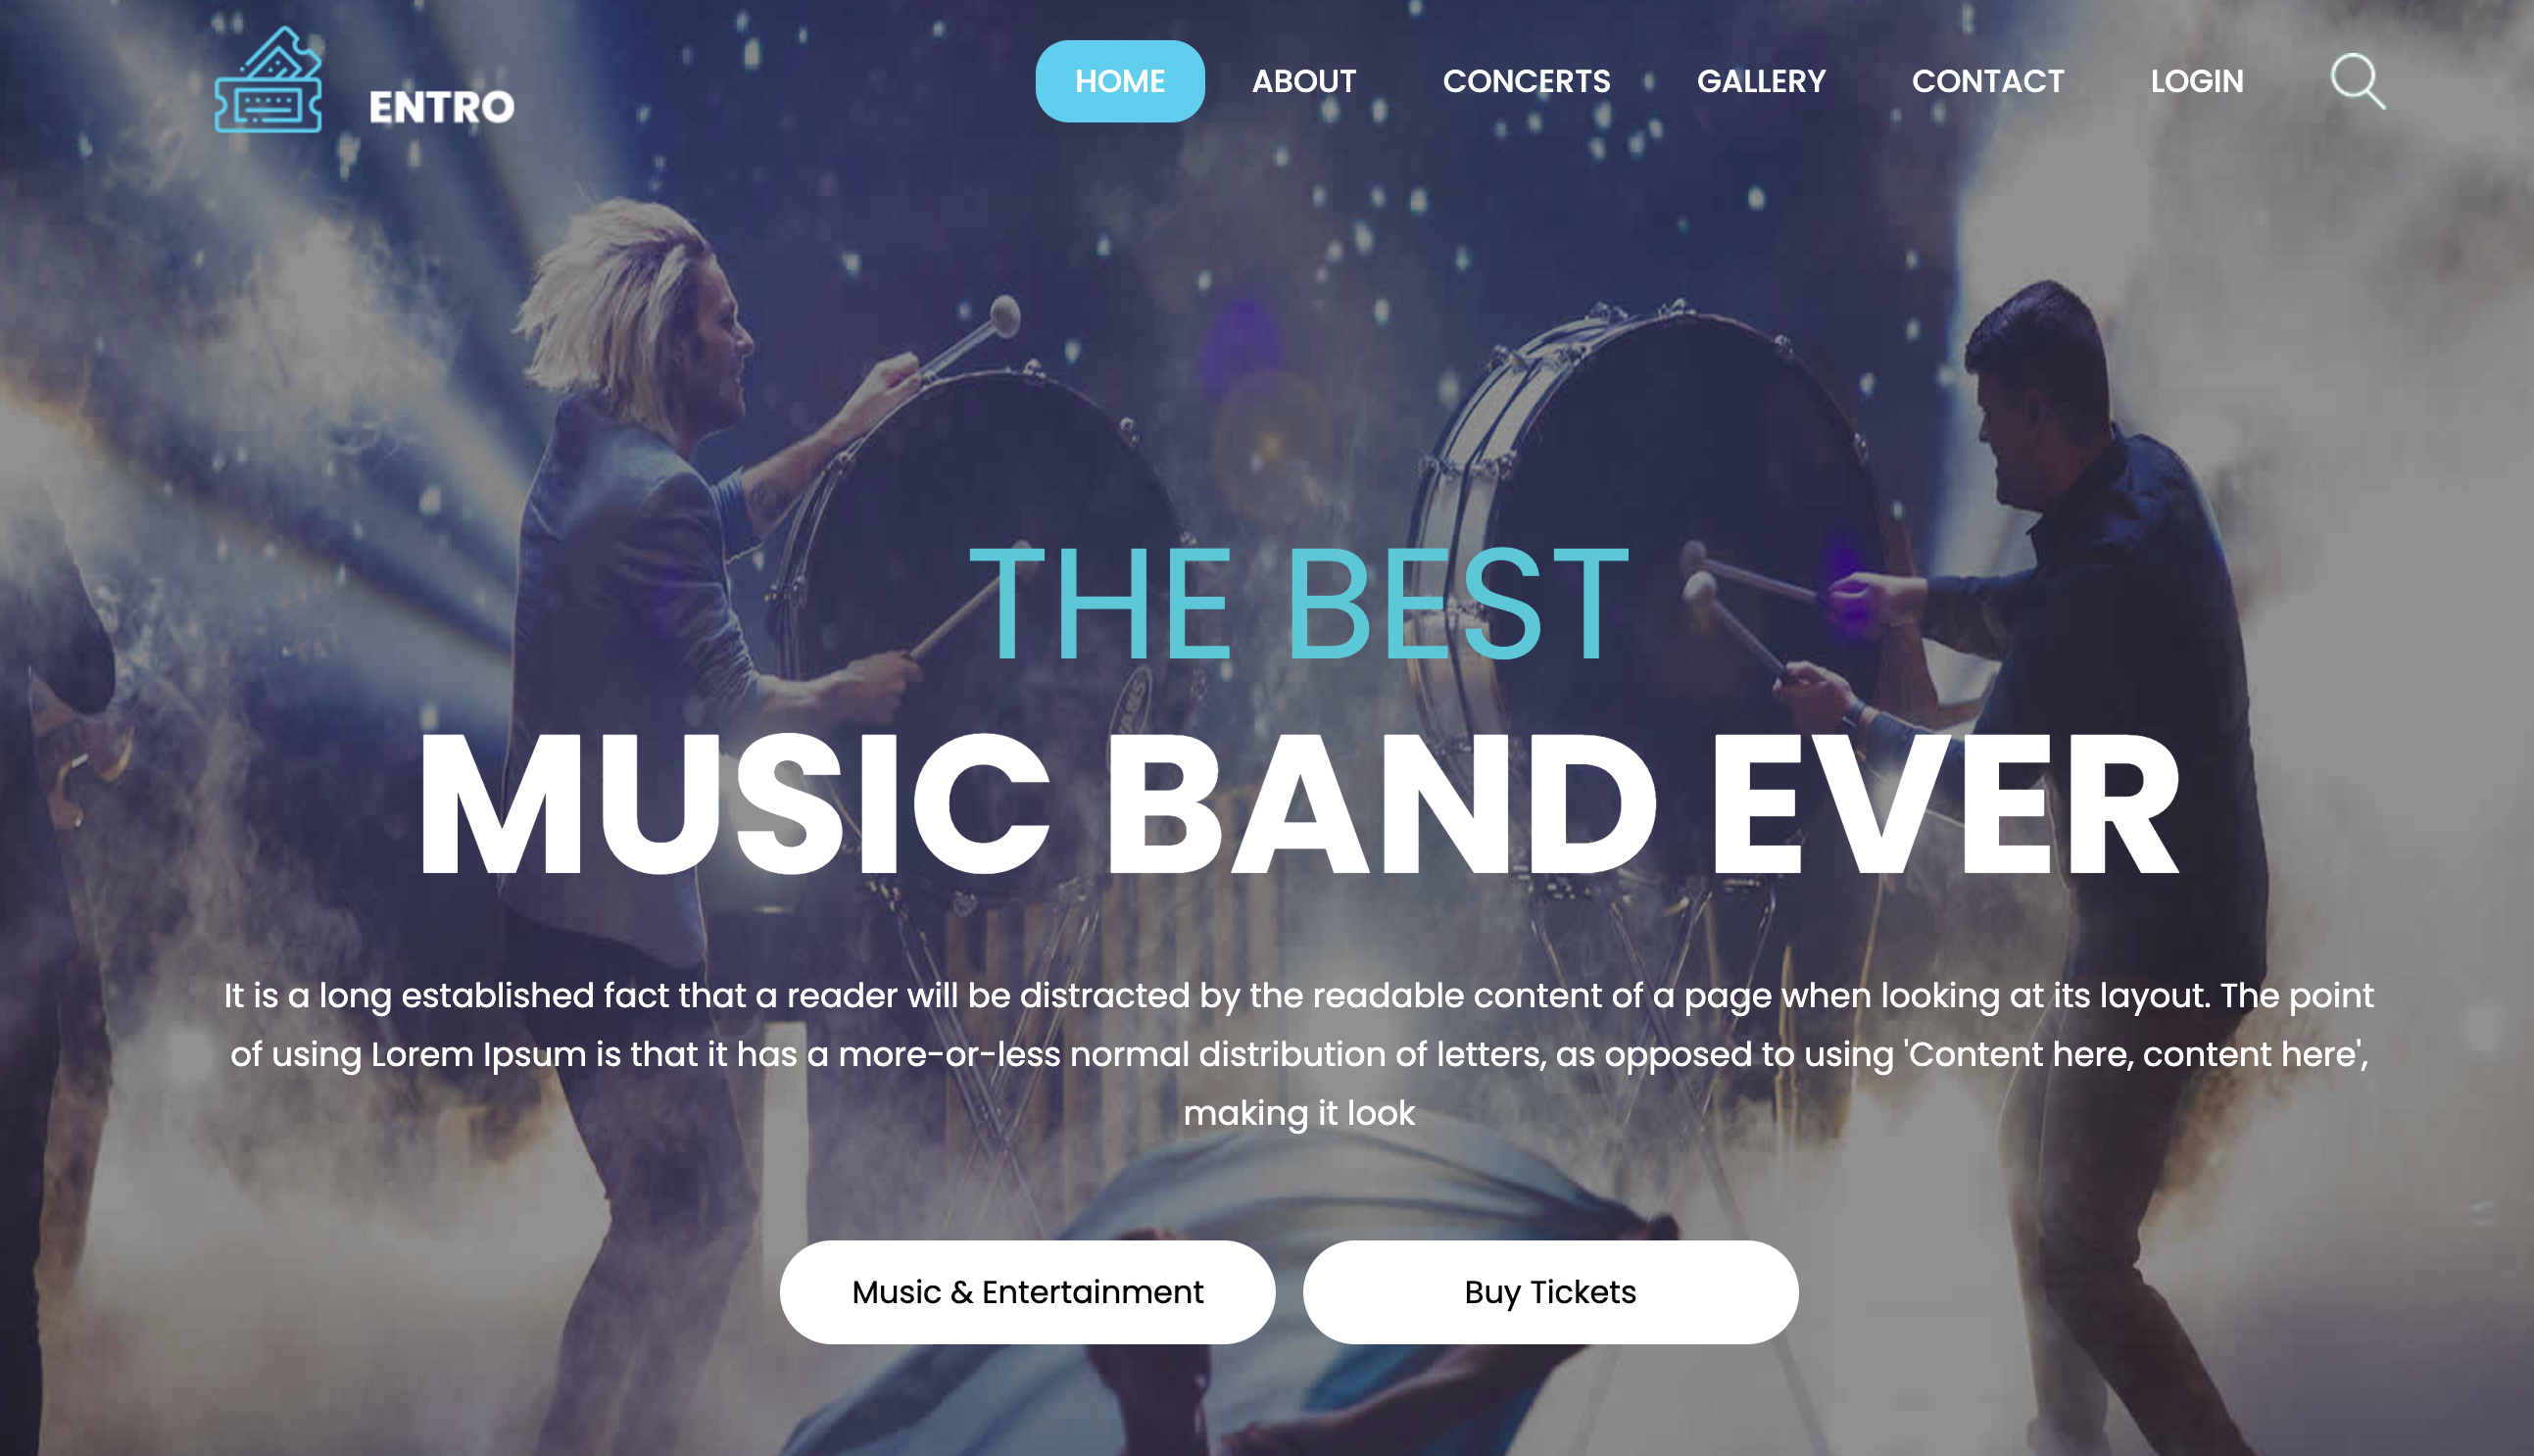 ENTRO
HOME ABOUT CONCERTS GALLERY CONTACT LOGIN
THE BEST
MUSIC BAND EVER
It is a long established fact that a reader will be distracted by the readable content of a page when looking at its layout. The point
of using Lorem Ipsum is that it has a more-or-less normal distribution of letters, as opposed to using 'Content here, content here',
making it look
Music & Entertainment
Buy Tickets